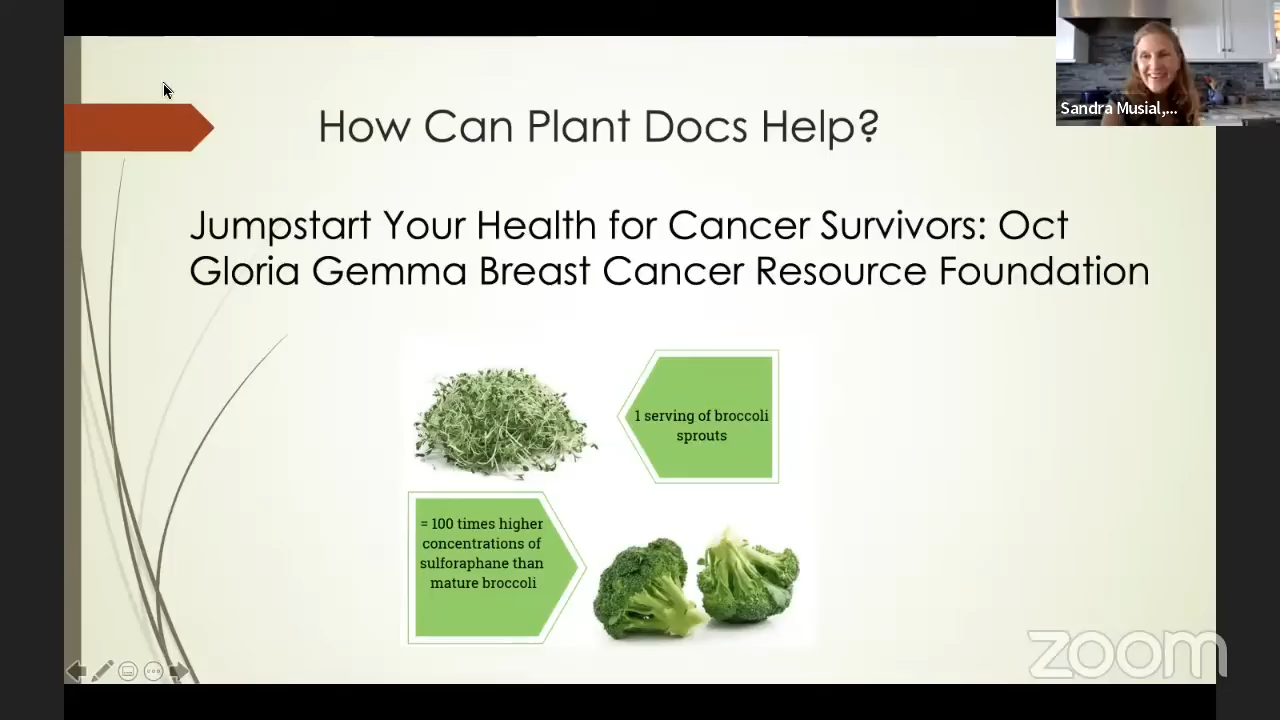 How Can Plant Docs Help?
Sandra Musial,...
Jumpstart Your Health for Cancer Survivors: Oct
Gloria Gemma Breast Cancer Resource Foundation
1 serving of broccoli
sprouts
= 100 times higher
concentrations of
sulforaphane than
mature broccoli
zoom